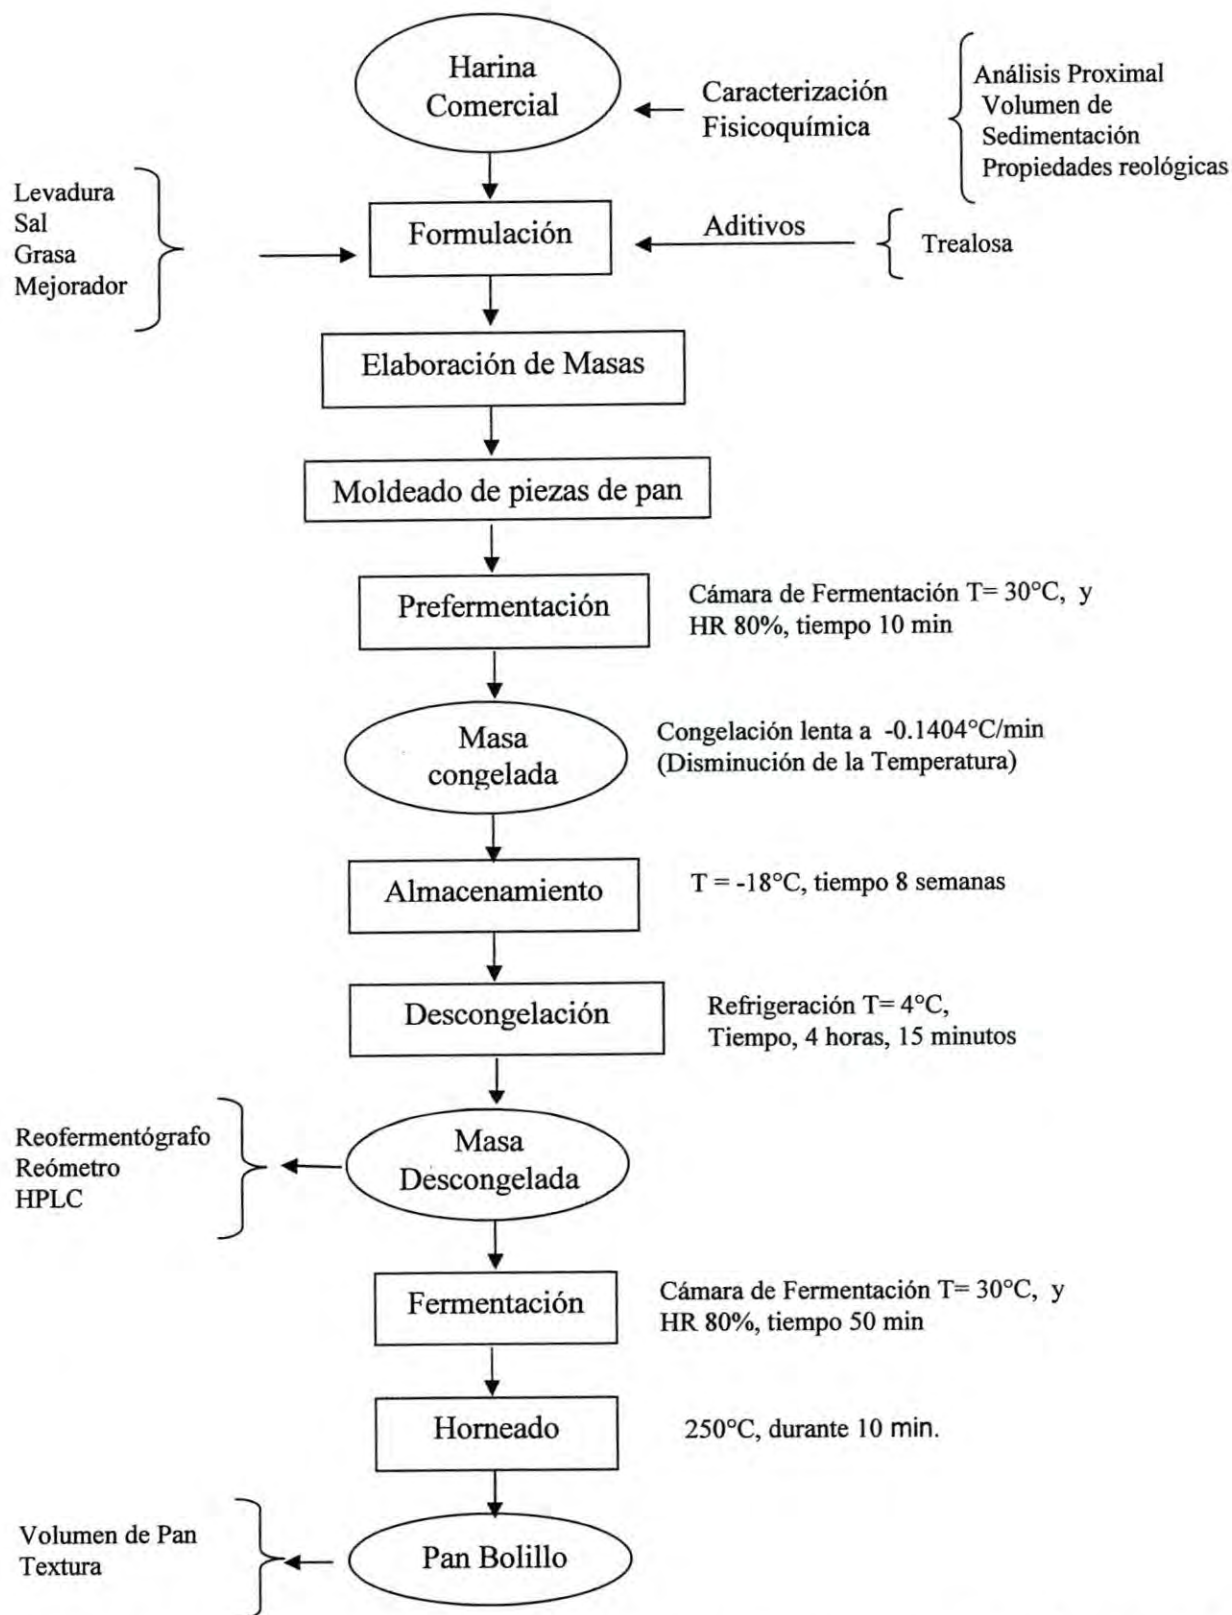 Harina
Comercial
Caracterización
Fisicoquímica
Análisis Proximal
Volumen de
Sedimentación
Propiedades reológicas
Levadura
Sal
Grasa
Mejorador
Formulación
Aditivos
Trealosa
Elaboración de Masas
Moldeado de piezas de pan
Prefermentación
Cámara de Fermentación T= 30°C, y
HR 80%, tiempo 10 min
Masa
congelada
Congelación lenta a -0.1404°C/min
(Disminución de la Temperatura)
Almacenamiento
T = -18°C, tiempo 8 semanas
Descongelación
Refrigeración T= 4°C,
Tiempo, 4 horas, 15 minutos
Reofermentógrafo
Reómetro
HPLC
Masa
Descongelada
Fermentación
Cámara de Fermentación T= 30°C, y
HR 80%, tiempo 50 min
Horneado
250°C, durante 10 min.
Volumen de Pan
Textura
Pan Bolillo